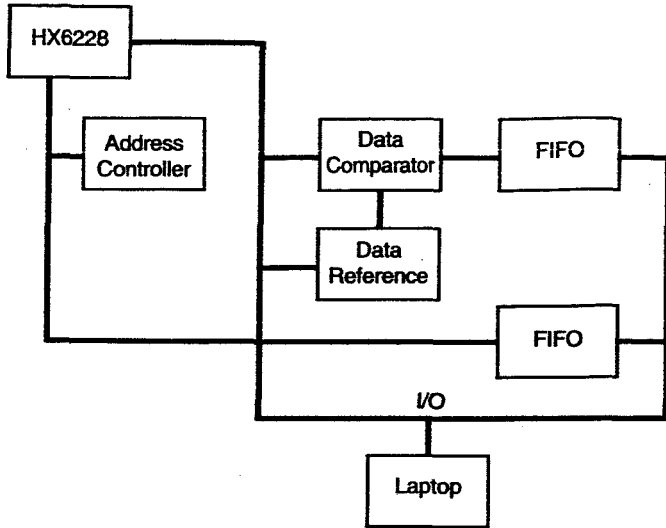 HX6228
Address
Controller
Data
Comparator
FIFO
Data
Reference
FIFO
I/O
Laptop